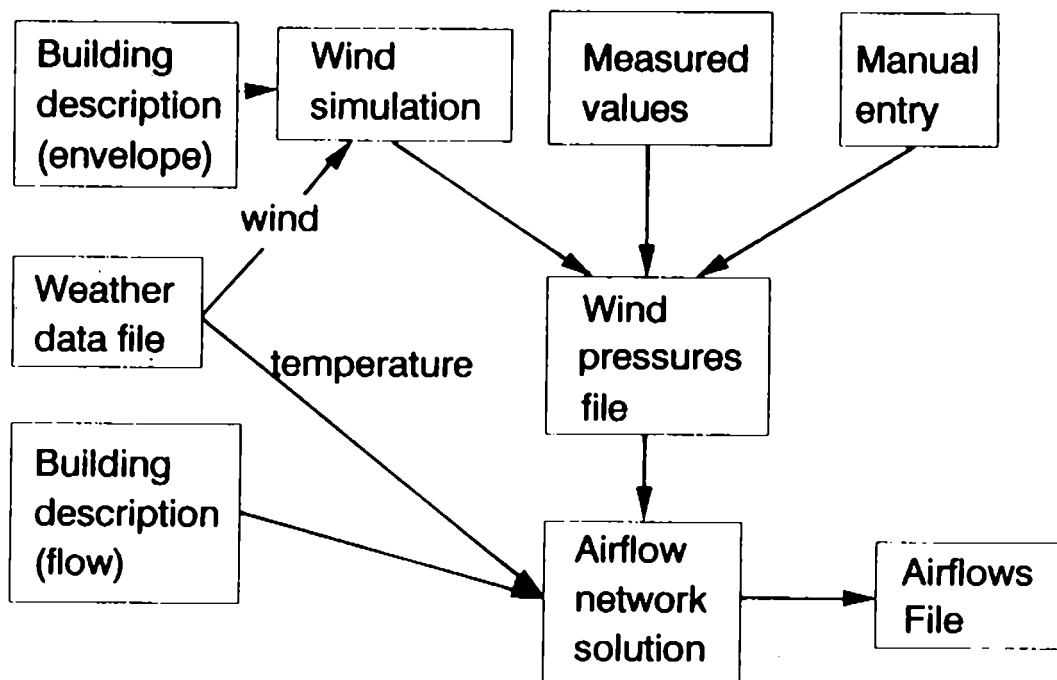 Building
description
(envelope)
Wind
simulation
Measured
values
Manual
entry
wind
Weather
data file
temperature
Wind
pressures
file
Building
description
(flow)
Airflow
network
solution
Airflows
File